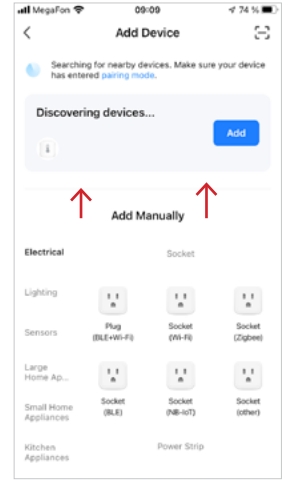 MegaFon 09:09 74 %
Add Device
Searching for nearby devices. Make sure your device
has entered pairing mode.
Discovering devices...
Add
Add Manually
Electrical
Socket
Lighting
Plug
(BLE+Wi-Fi)
Socket
(Wi-Fi)
Socket
(Zigbee)
Sensors
Large
Home Ap...
Socket
(BLE)
Socket
(NB-IoT)
Socket
(other)
Small Home
Appliances
Kitchen
Appliances
Power Strip